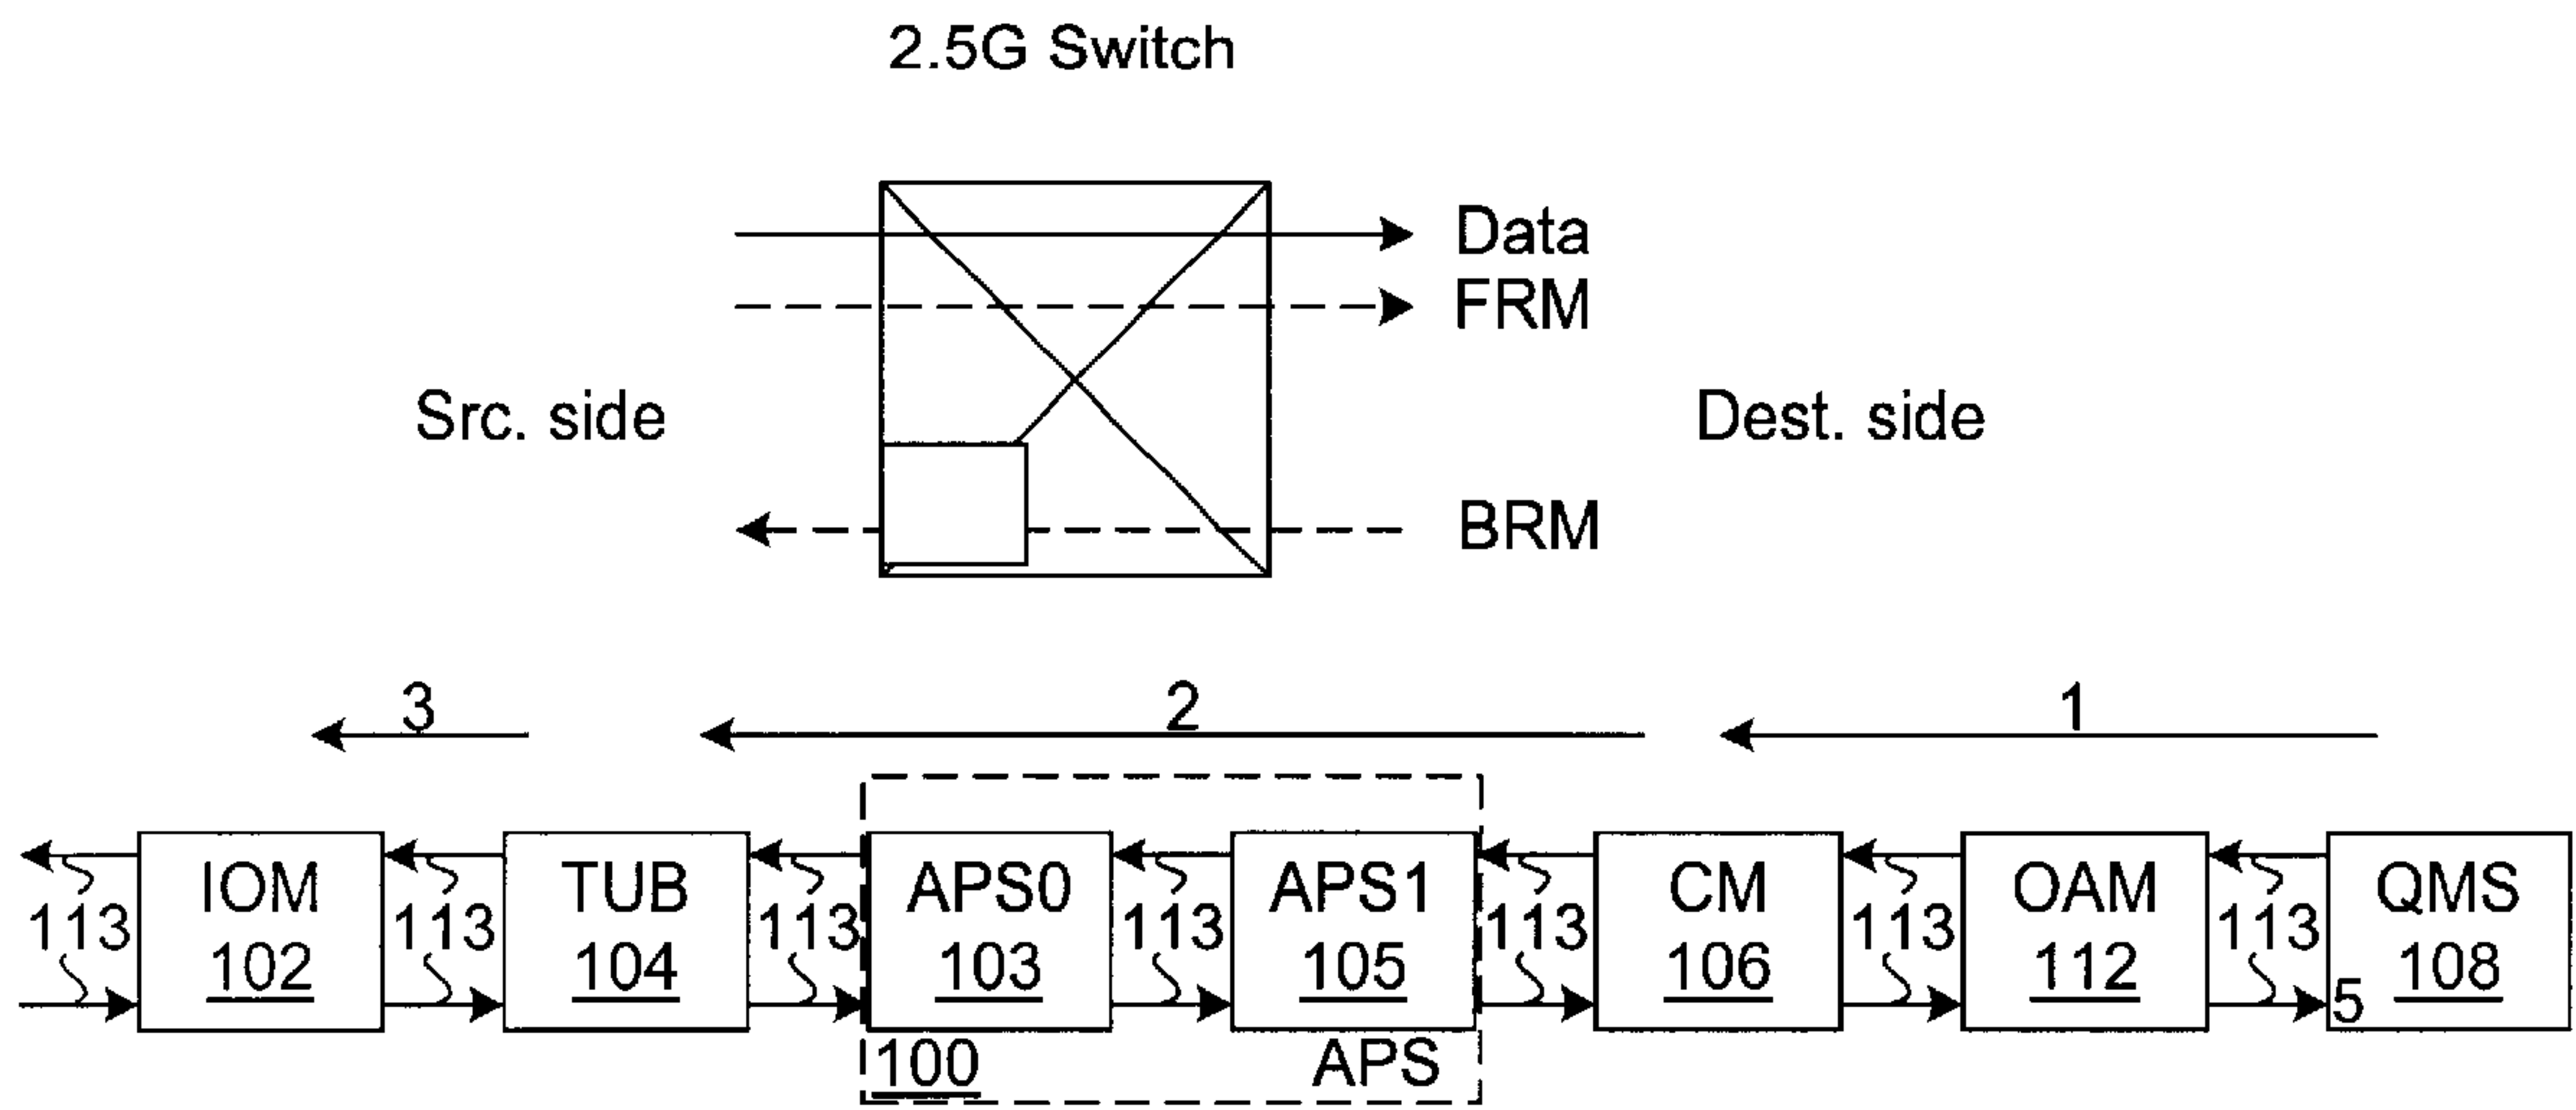 2.5G Switch
Data
FRM
Src. side
Dest. side
BRM
3
2
1
IOM
102
TUB
104
APS0
103
APS1
105
CM
106
OAM
112
QMS
108
113
113
113
113
113
113
113
5
100
APS